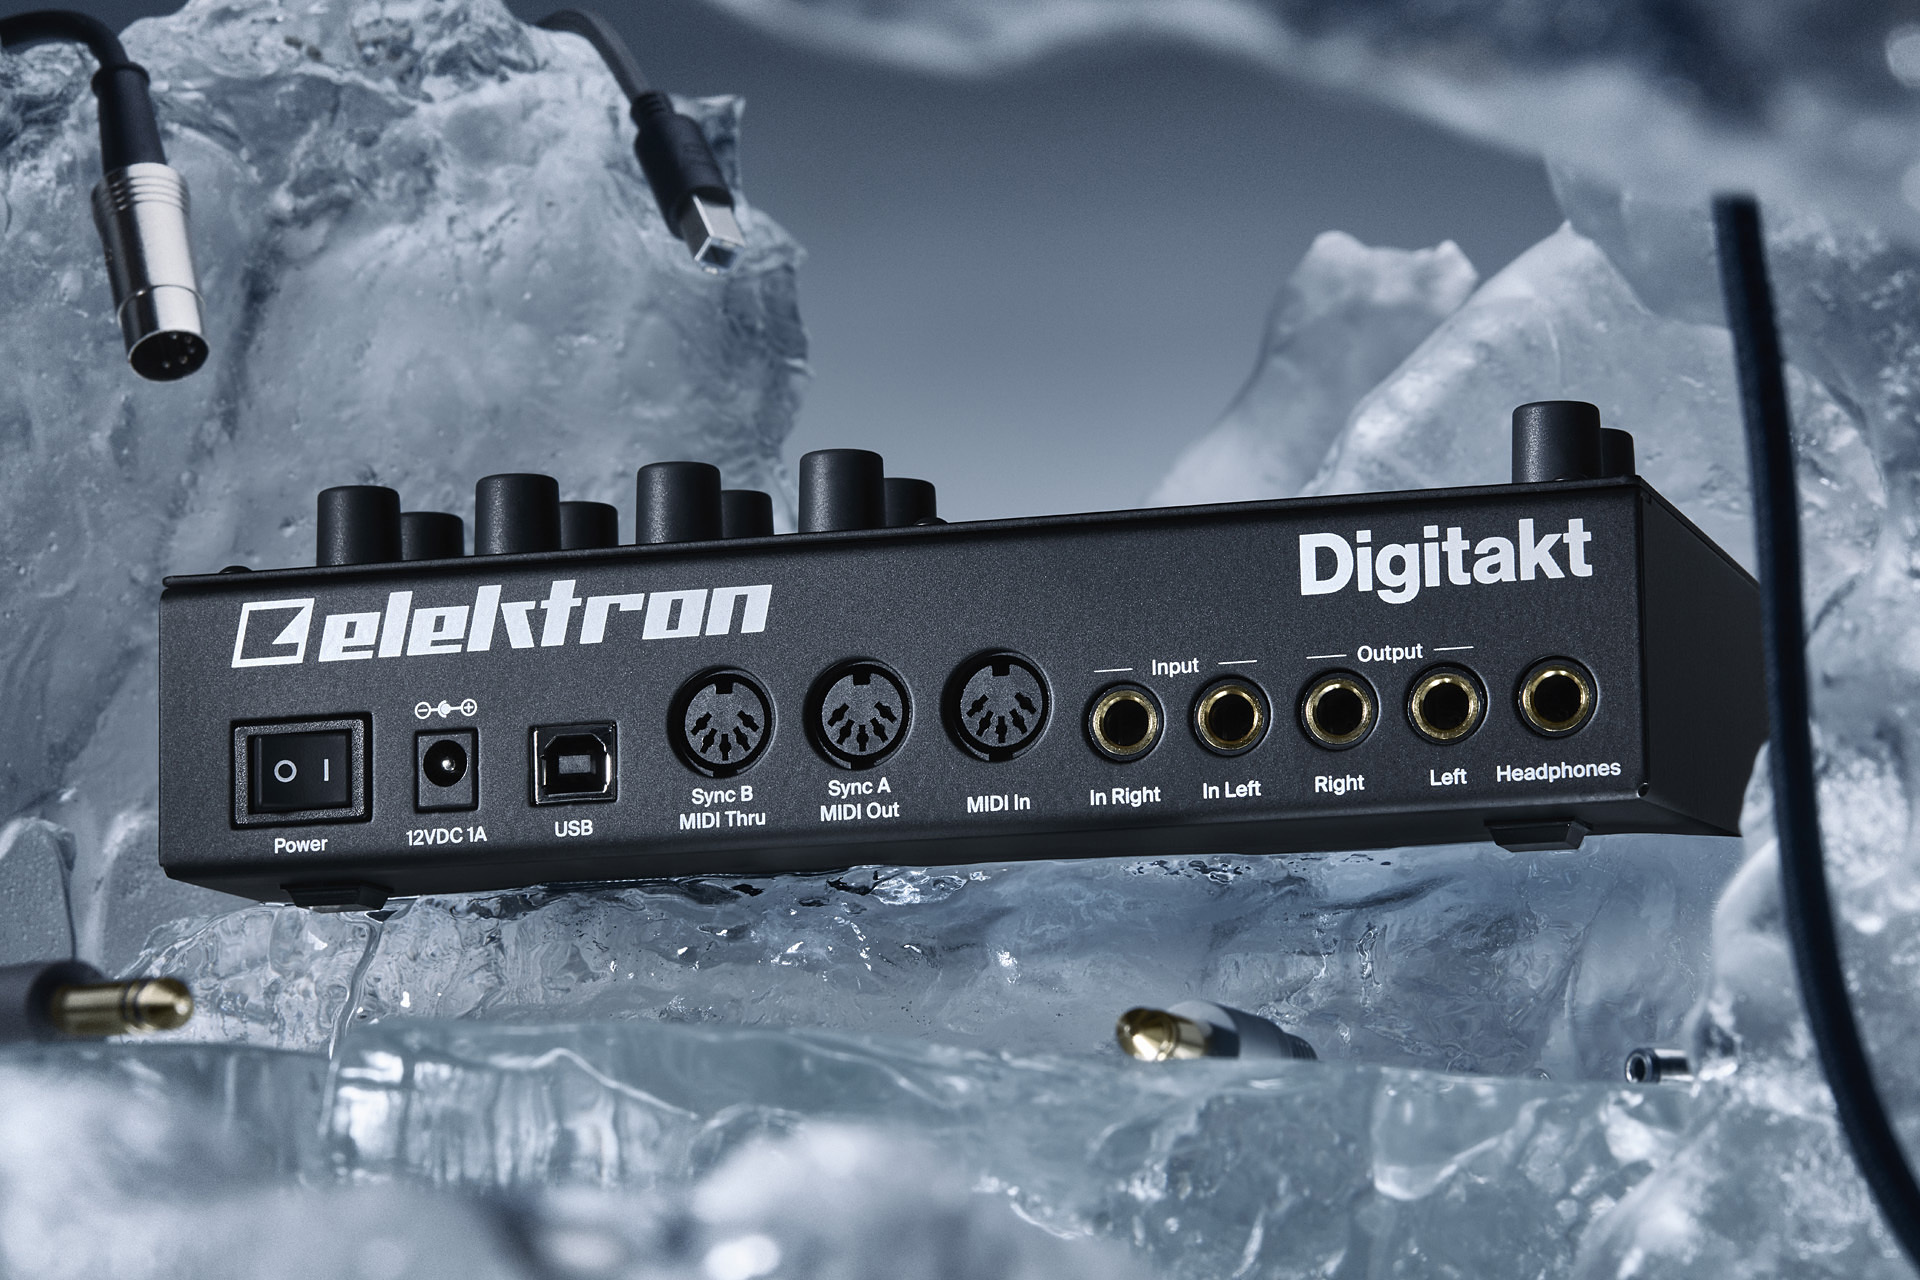 elektron
Digitakt
Input
Output
O I
Power
12VDC 1A
USB
Sync B
MIDI Thru
Sync A
MIDI Out
MIDI In
In Right
In Left
Right
Left
Headphones